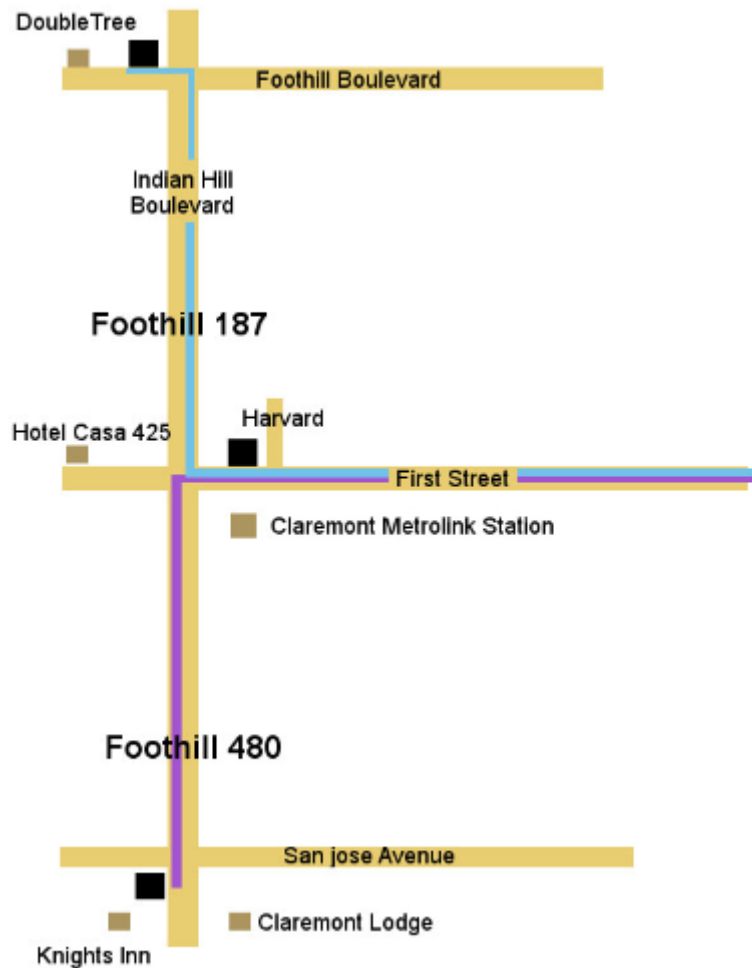 DoubleTree
Foothill Boulevard
Indian Hill
Boulevard
Foothill 187
Harvard
Hotel Casa 425
First Street
Claremont Metrolink Station
Foothill 480
San jose Avenue
Claremont Lodge
Knights Inn